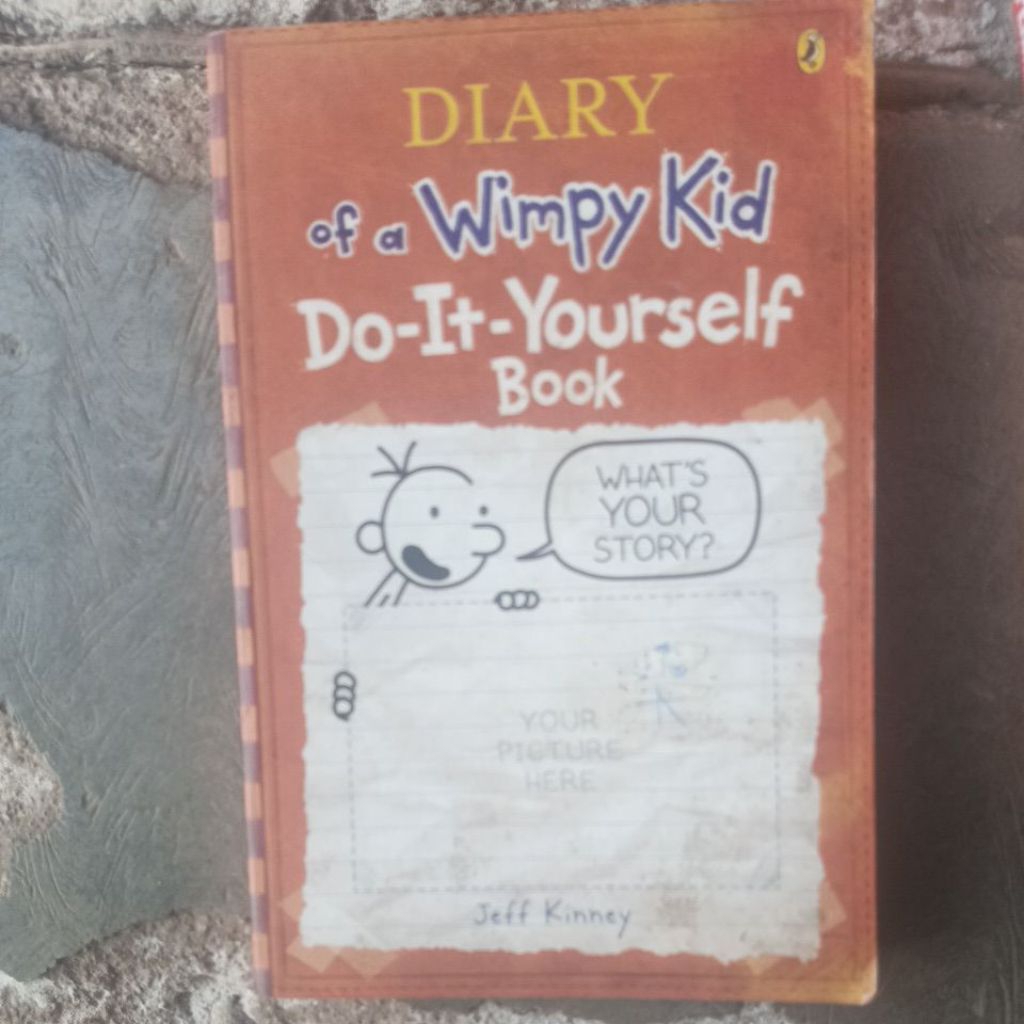 DIARY
of a Wimpy Kid
Do-It-Yourself
Book
WHAT'S
YOUR
STORY?
YOUR
PICTURE
HERE
Jeff Kinney